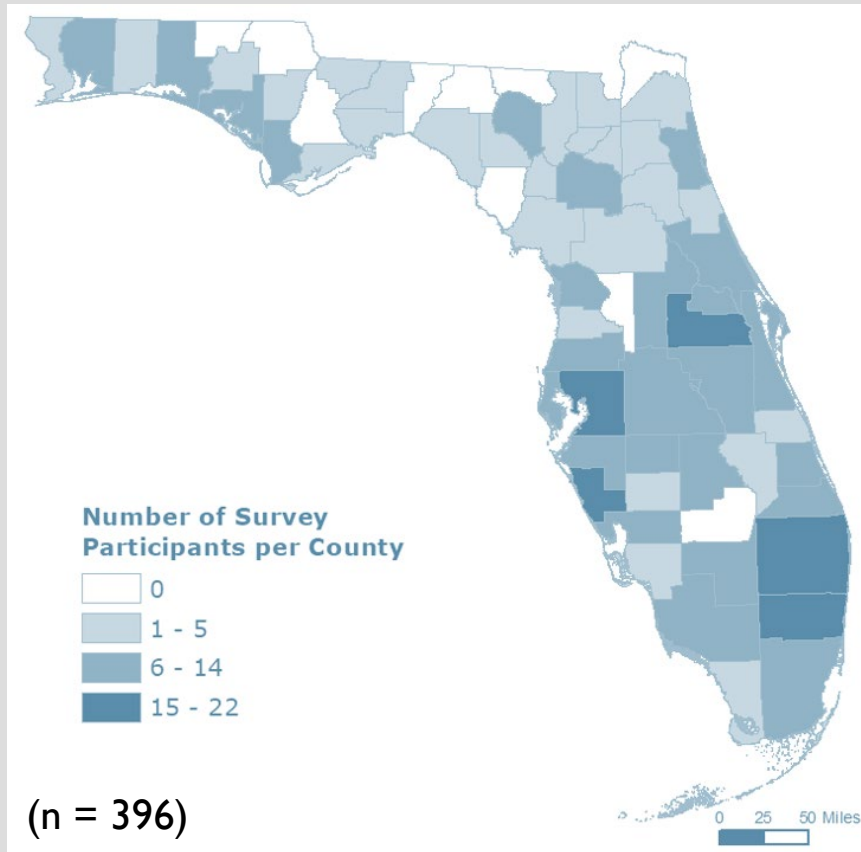 Number of Survey
Participants per County
0
1 - 5
6 - 14
15 - 22
(n = 396)
0 25 50 Miles